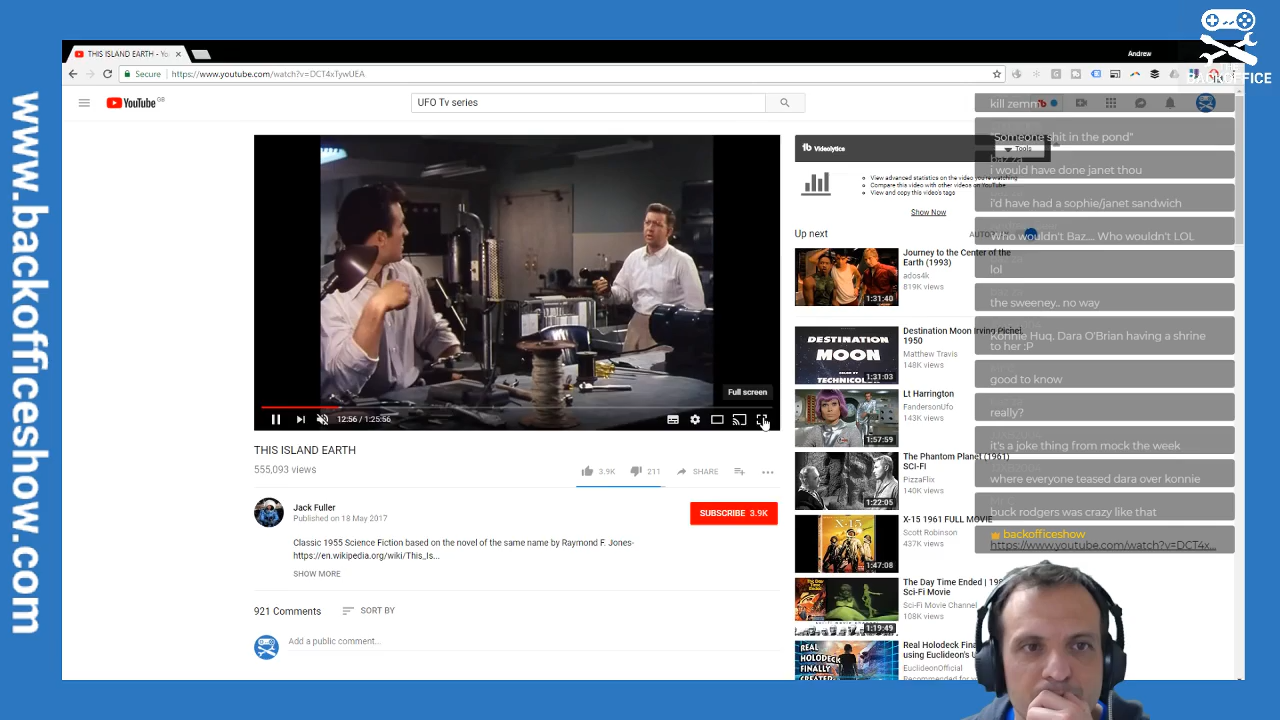 www.backofficeshow.com
THIS ISLAND EARTH - Yo
Andrew
Secure
https://www.youtube.com/watch?v=DCT4xTywUEA
BACKOFFICE
YouTube GB
UFO Tv series
Full screen
12:56 / 1:25:56
THIS ISLAND EARTH
555,093 views
3.9K
211
SHARE
Jack Fuller
Published on 18 May 2017
SUBSCRIBE 3.9K
Classic 1955 Science Fiction based on the novel of the same name by Raymond F. Jones-
https://en.wikipedia.org/wiki/This_Is...
SHOW MORE
921 Comments
SORT BY
Add a public comment...
tb Videolytics
Tools
View advanced statistics on the video you're watching
Compare this video with other videos on YouTube
View and copy this video's tags
Show Now
Up next
Journey to the Center of the
Earth (1993)
ados4k
819K views
1:31:40
DESTINATION
MOON
TECHNICOLOR
1:31:03
Destination Moon Irving Pichel
1950
Matthew Travis
148K views
1:57:59
Lt Harrington
FandersonUfo
143K views
1:22:05
The Phantom Planet (1961)
SCI-FI
PizzaFlix
140K views
X-15
1:47:08
X-15 1961 FULL MOVIE
Scott Robinson
437K views
1:19:49
The Day Time Ended | 198
Sci-Fi Movie
Sci-Fi Movie Channel
108K views
REAL
HOLODECK
FINALLY
CREATED
Real Holodeck Fina
using Euclideon's U
EuclideonOfficial
Recommended for you
kill zemm
"Someone shit in the pond"
bazza
i would have done janet thou
i'd have had a sophie/janet sandwich
Who wouldn't Baz.... Who wouldn't LOL
lol
the sweeney.. no way
Konnie Huq. Dara O'Brian having a shrine
to her :P
good to know
really?
it's a joke thing from mock the week
where everyone teased dara over konnie
buck rodgers was crazy like that
backofficeshow
https://www.youtube.com/watch?v=DCT4x...